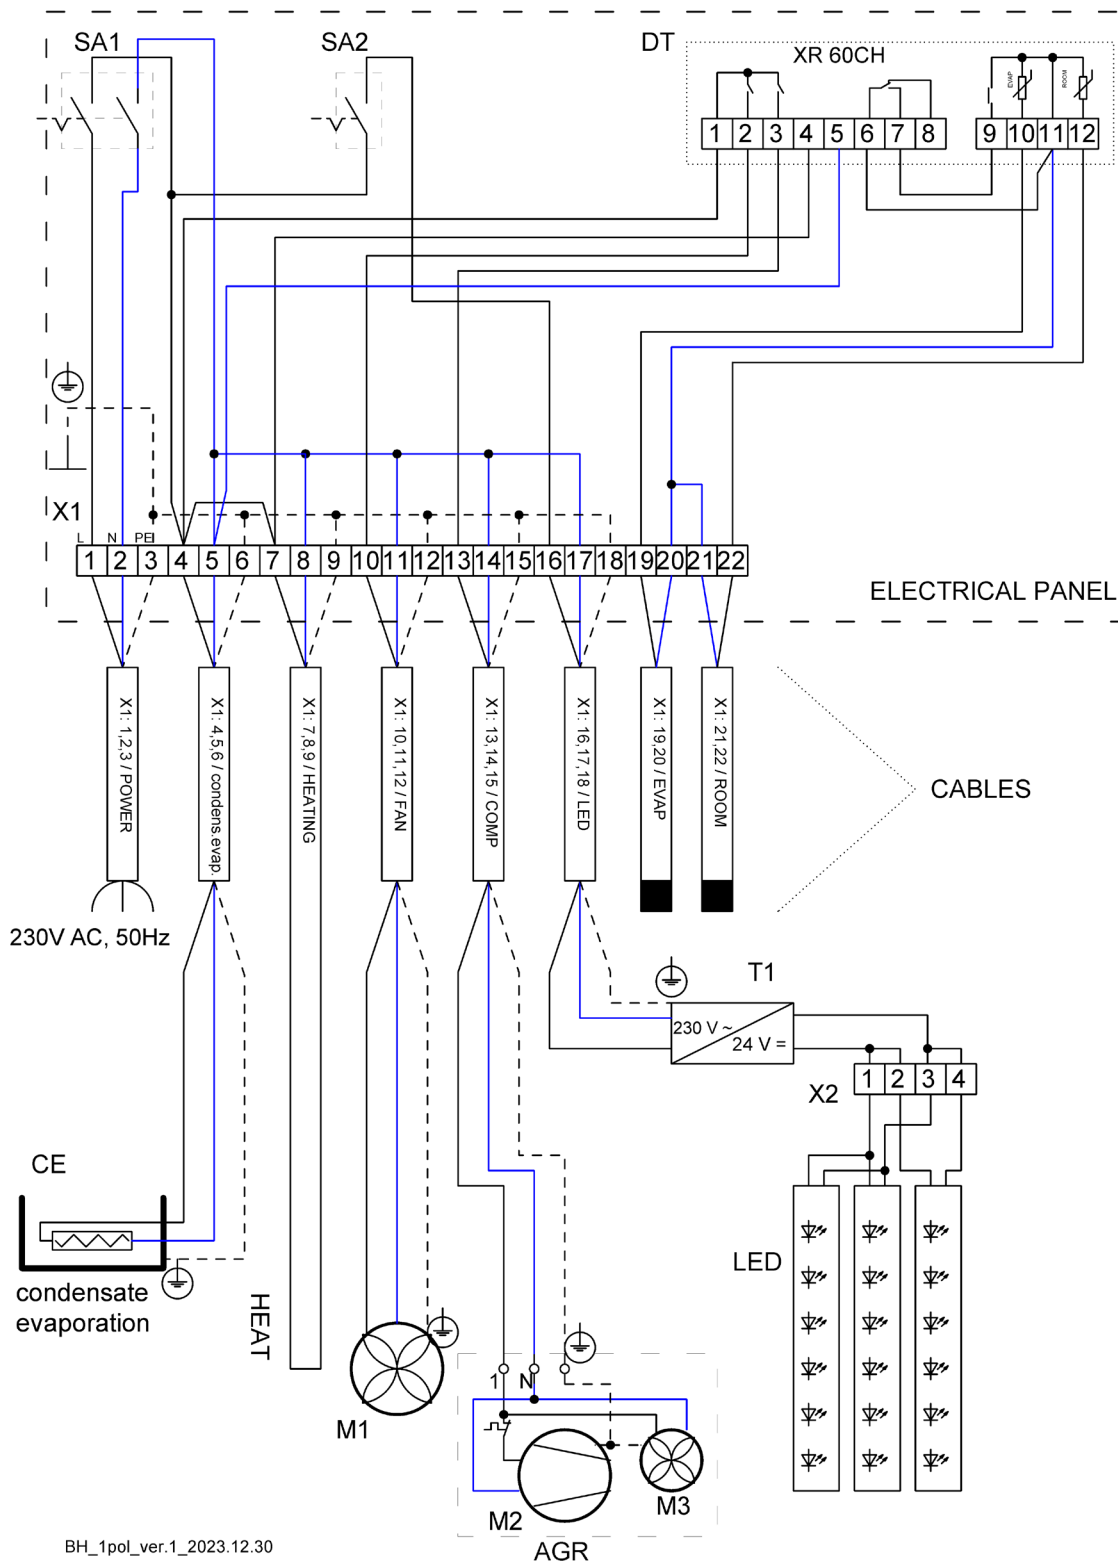 SA1
SA2
DT
XR 60CH
EVAP
ROOM
1 2 3 4 5 6 7 8
9 10 11 12
X1
L N PE
1 2 3 4 5 6 7 8 9 10 11 12 13 14 15 16 17 18 19 20 21 22
ELECTRICAL PANEL
X1: 1,2,3 / POWER
X1: 4,5,6 / condens.evap.
X1: 7,8,9 / HEATING
X1: 10,11,12 / FAN
X1: 13,14,15 / COMP
X1: 16,17,18 / LED
X1: 19,20 / EVAP
X1: 21,22 / ROOM
CABLES
230V AC, 50Hz
T1
230 V ~
24 V =
X2
1 2 3 4
CE
condensate
evaporation
HEAT
LED
M1
1
N
M2
M3
AGR
BH_1pol_ver.1_2023.12.30